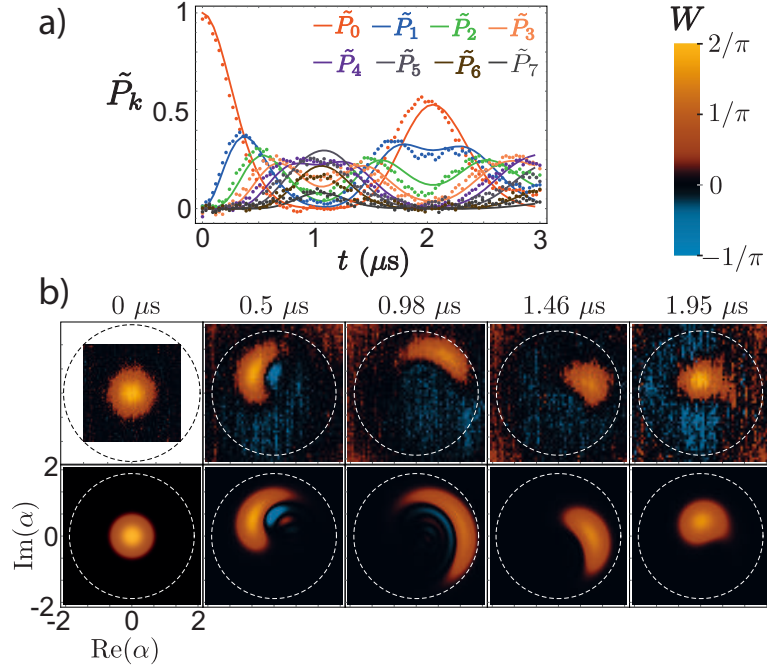 a)
P̃₀ P̃₁ P̃₂ P̃₃
P̃₄ P̃₅ P̃₆ P̃₇
P̃ₖ
1
0.5
0
0 1 2 3
t (μs)
W
2/π
1/π
0
−1/π
b)
0 μs 0.5 μs 0.98 μs 1.46 μs 1.95 μs
2
0
-2
Im(α)
-2 0 2
Re(α)